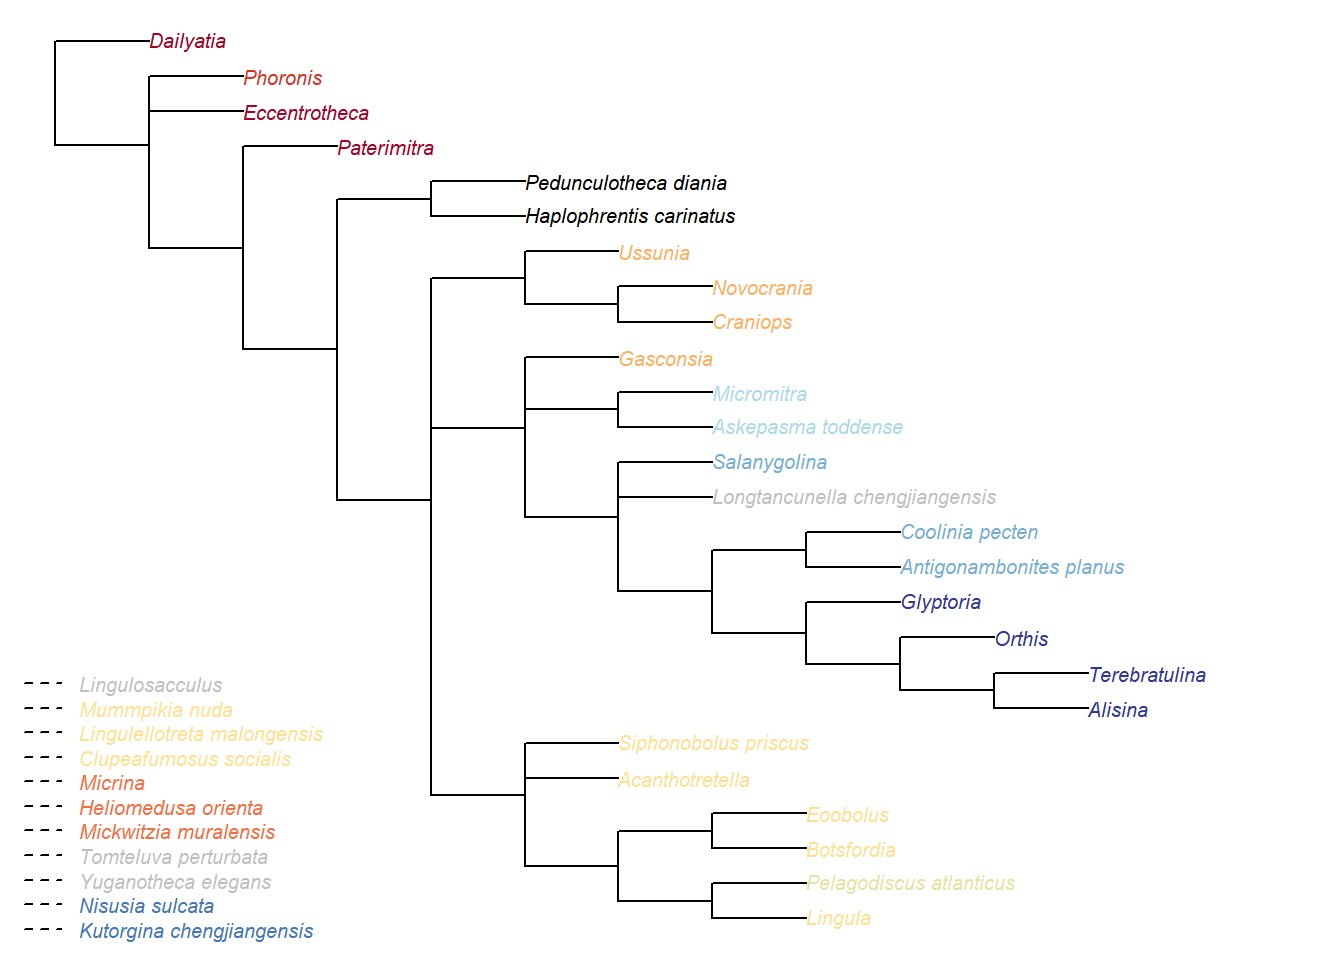 Dailyatia
Phoronis
Eccentrotheca
Paterimitra
Pedunculotheca diania
Haplophrentis carinatus
Ussunia
Novocrania
Craniops
Gasconsia
Micromitra
Askepasma toddense
Salanygolina
Longtancunella chengjiangensis
Coolinia pecten
Antigonambonites planus
Glyptoria
Orthis
Terebratulina
Alisina
Siphonobolus priscus
Acanthotretella
Eoobolus
Botsfordia
Pelagodiscus atlanticus
Lingula
Lingulosacculus
Mummpikia nuda
Lingulellotreta malongensis
Clupeafumosus socialis
Micrina
Heliomedusa orienta
Mickwitzia muralensis
Tomteluva perturbata
Yuganotheca elegans
Nisusia sulcata
Kutorgina chengjiangensis